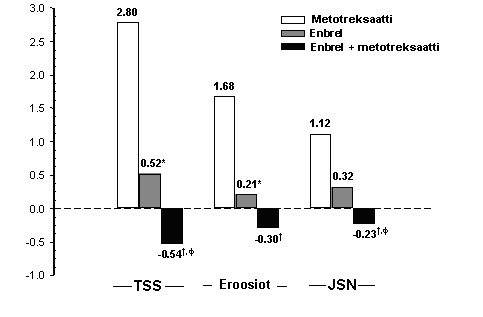 3.0
2.5
2.0
1.5
1.0
0.5
0.0
-0.5
-1.0
Metotreksaatti
Enbrel
Enbrel + metotreksaatti
2.80
0.52*
-0.54†,ϕ
1.68
0.21*
-0.30†
1.12
0.32
-0.23†,ϕ
TSS
Eroosiot
JSN